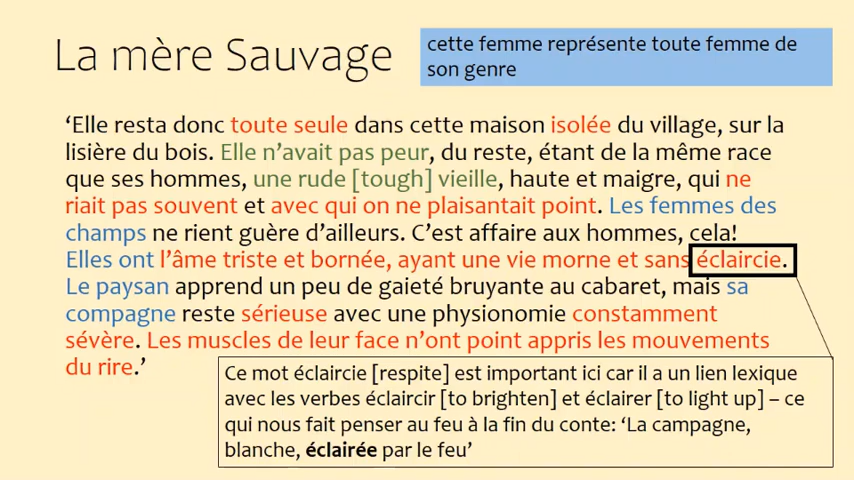 La mère Sauvage
cette femme représente toute femme de
son genre
‘Elle resta donc toute seule dans cette maison isolée du village, sur la
lisière du bois. Elle n’avait pas peur, du reste, étant de la même race
que ses hommes, une rude [tough] vieille, haute et maigre, qui ne
riait pas souvent et avec qui on ne plaisantait point. Les femmes des
champs ne rient guère d’ailleurs. C’est affaire aux hommes, cela!
Elles ont l’âme triste et bornée, ayant une vie morne et sans éclaircie.
Le paysan apprend un peu de gaieté bruyante au cabaret, mais sa
compagne reste sérieuse avec une physionomie constamment
sévère. Les muscles de leur face n’ont point appris les mouvements
du rire.’
Ce mot éclaircie [respite] est important ici car il a un lien lexique
avec les verbes éclaircir [to brighten] et éclairer [to light up] – ce
qui nous fait penser au feu à la fin du conte: ‘La campagne,
blanche, éclairée par le feu’